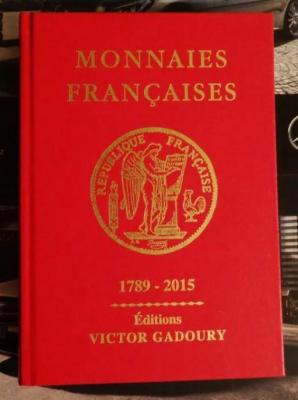 MONNAIES
FRANÇAISES
RÉPUBLIQUE FRANÇAISE
1789 - 2015
Éditions
VICTOR GADOURY